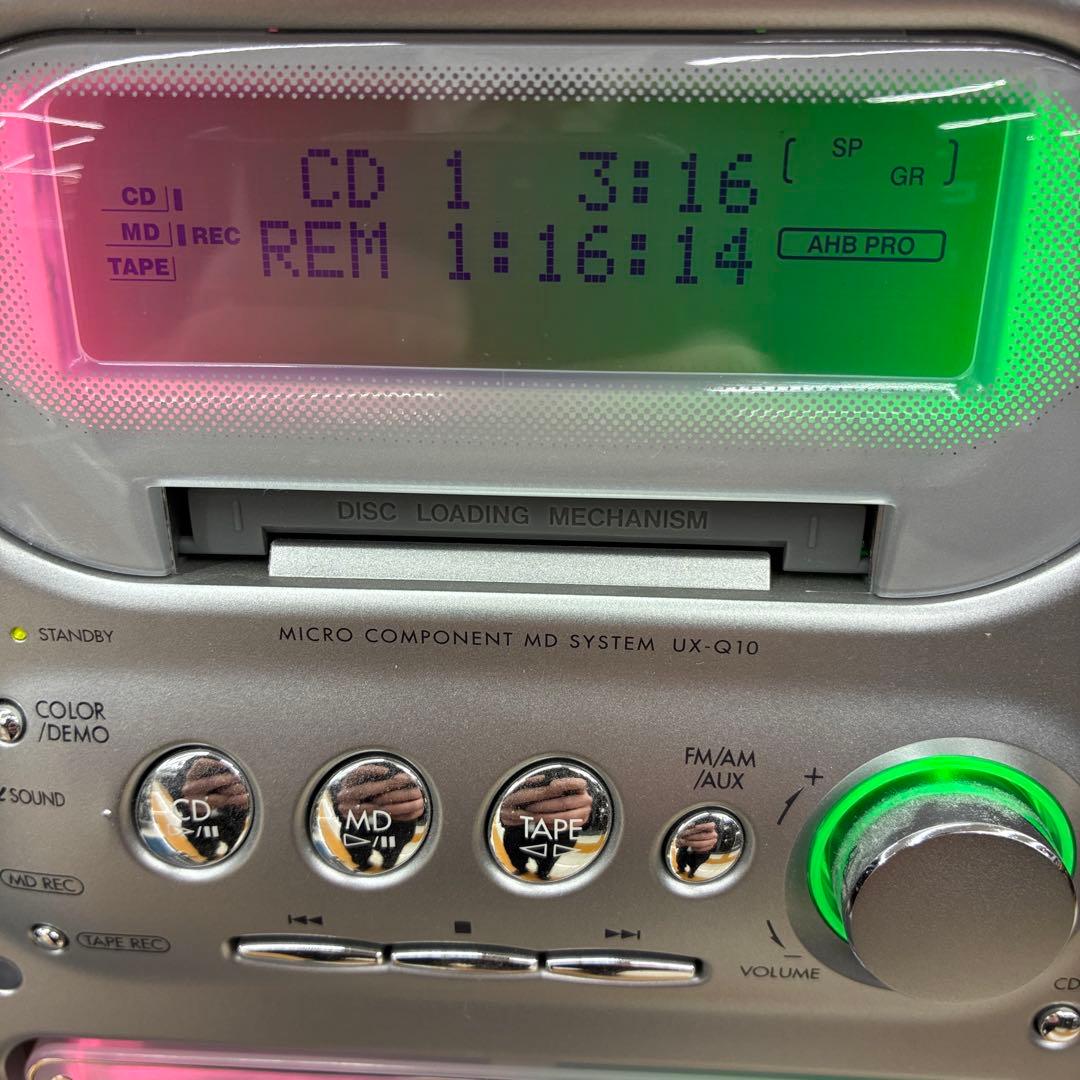 CD 1 3:16
REM 1:16:14
CD
MD REC
TAPE
[ SP GR ]
AHB PRO
DISC LOADING MECHANISM
STANDBY
MICRO COMPONENT MD SYSTEM UX-Q10
COLOR
/DEMO
SOUND
CD
MD
TAPE
FM/AM
/AUX
+
MD REC
TAPE REC
−
VOLUME
CD